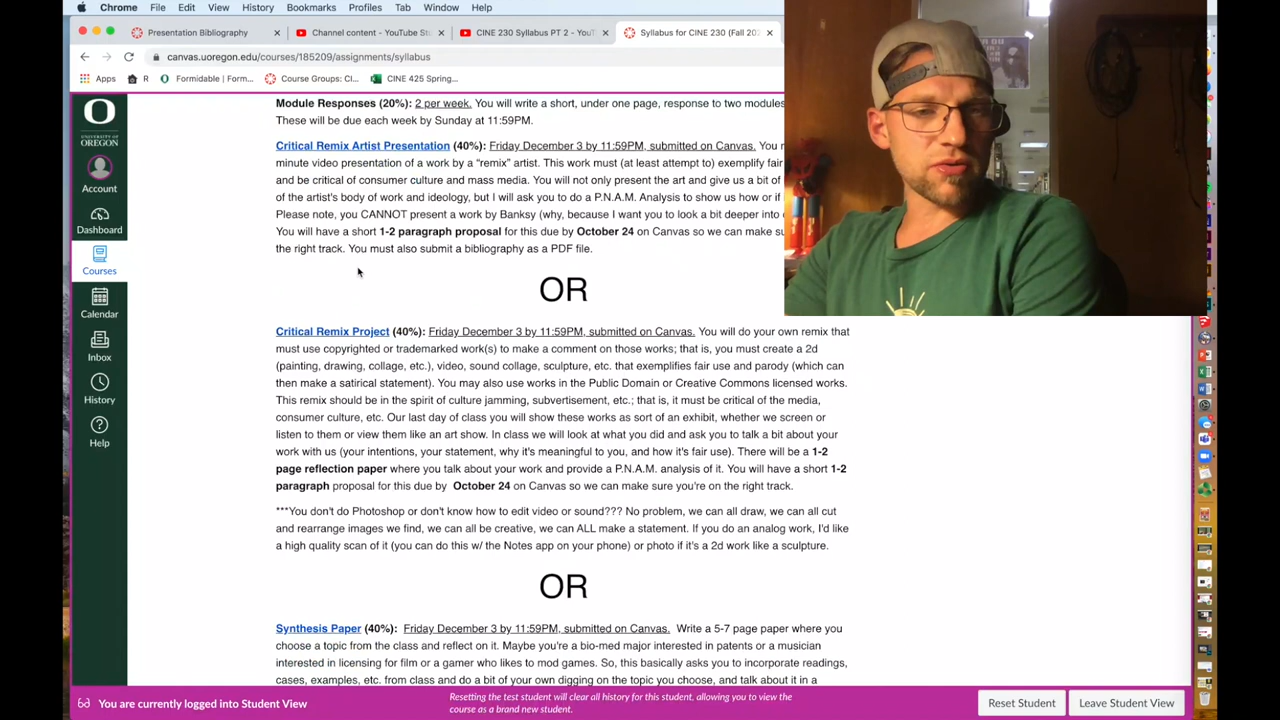 Chrome File Edit View History Bookmarks Profiles Tab Window Help
Presentation Bibliography
Channel content - YouTube St
CINE 230 Syllabus PT 2 - YouT
Syllabus for CINE 230 (Fall 20
canvas.uoregon.edu/courses/185209/assignments/syllabus
Apps R Formidable | Form... Course Groups: CI... CINE 425 Spring...
UNIVERSITY OF
OREGON
Account
Dashboard
Courses
Calendar
Inbox
History
Help
Module Responses (20%): 2 per week. You will write a short, under one page, response to two modules
These will be due each week by Sunday at 11:59PM.
Critical Remix Artist Presentation (40%): Friday December 3 by 11:59PM, submitted on Canvas. You
minute video presentation of a work by a “remix” artist. This work must (at least attempt to) exemplify fair
and be critical of consumer culture and mass media. You will not only present the art and give us a bit of
of the artist's body of work and ideology, but I will ask you to do a P.N.A.M. Analysis to show us how or if
Please note, you CANNOT present a work by Banksy (why, because I want you to look a bit deeper into
You will have a short 1-2 paragraph proposal for this due by October 24 on Canvas so we can make su
the right track. You must also submit a bibliography as a PDF file.
OR
Critical Remix Project (40%): Friday December 3 by 11:59PM, submitted on Canvas. You will do your own remix that
must use copyrighted or trademarked work(s) to make a comment on those works; that is, you must create a 2d
(painting, drawing, collage, etc.), video, sound collage, sculpture, etc. that exemplifies fair use and parody (which can
then make a satirical statement). You may also use works in the Public Domain or Creative Commons licensed works.
This remix should be in the spirit of culture jamming, subvertisement, etc.; that is, it must be critical of the media,
consumer culture, etc. Our last day of class you will show these works as sort of an exhibit, whether we screen or
listen to them or view them like an art show. In class we will look at what you did and ask you to talk a bit about your
work with us (your intentions, your statement, why it's meaningful to you, and how it's fair use). There will be a 1-2
page reflection paper where you talk about your work and provide a P.N.A.M. analysis of it. You will have a short 1-2
paragraph proposal for this due by October 24 on Canvas so we can make sure you're on the right track.
***You don't do Photoshop or don't know how to edit video or sound??? No problem, we can all draw, we can all cut
and rearrange images we find, we can all be creative, we can ALL make a statement. If you do an analog work, I'd like
a high quality scan of it (you can do this w/ the Notes app on your phone) or photo if it's a 2d work like a sculpture.
OR
Synthesis Paper (40%): Friday December 3 by 11:59PM, submitted on Canvas. Write a 5-7 page paper where you
choose a topic from the class and reflect on it. Maybe you're a bio-med major interested in patents or a musician
interested in licensing for film or a gamer who likes to mod games. So, this basically asks you to incorporate readings,
cases, examples, etc. from class and do a bit of your own digging on the topic you choose, and talk about it in a
You are currently logged into Student View
Resetting the test student will clear all history for this student, allowing you to view the
course as a brand new student.
Reset Student
Leave Student View